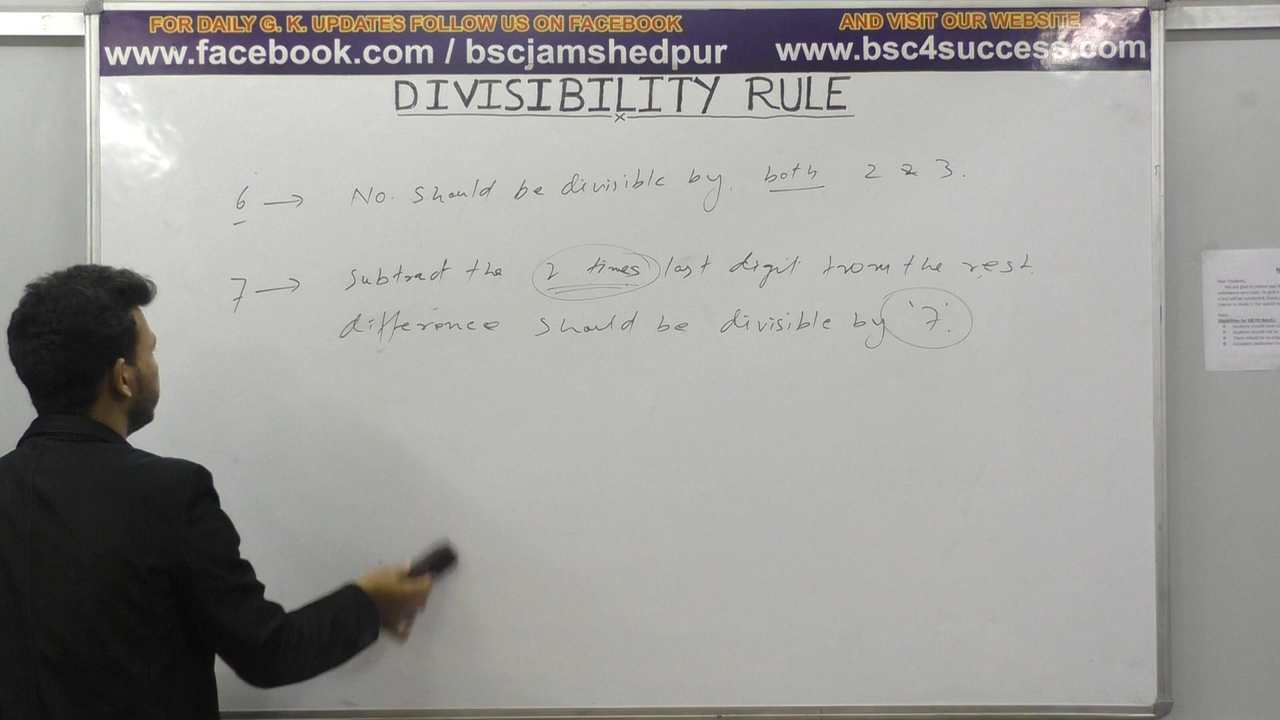 FOR DAILY G. K. UPDATES FOLLOW US ON FACEBOOK
AND VISIT OUR WEBSITE
www.facebook.com / bscjamshedpur
www.bsc4success.com
DIVISIBILITY RULE
6 → No. should be divisible by both 2 & 3.
7 → Subtract the 2 times last digit from the rest.
difference should be divisible by '7'.
Dear Students,